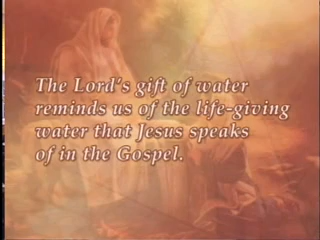 The Lord's gift of water
reminds us of the life-giving
water that Jesus speaks
of in the Gospel.